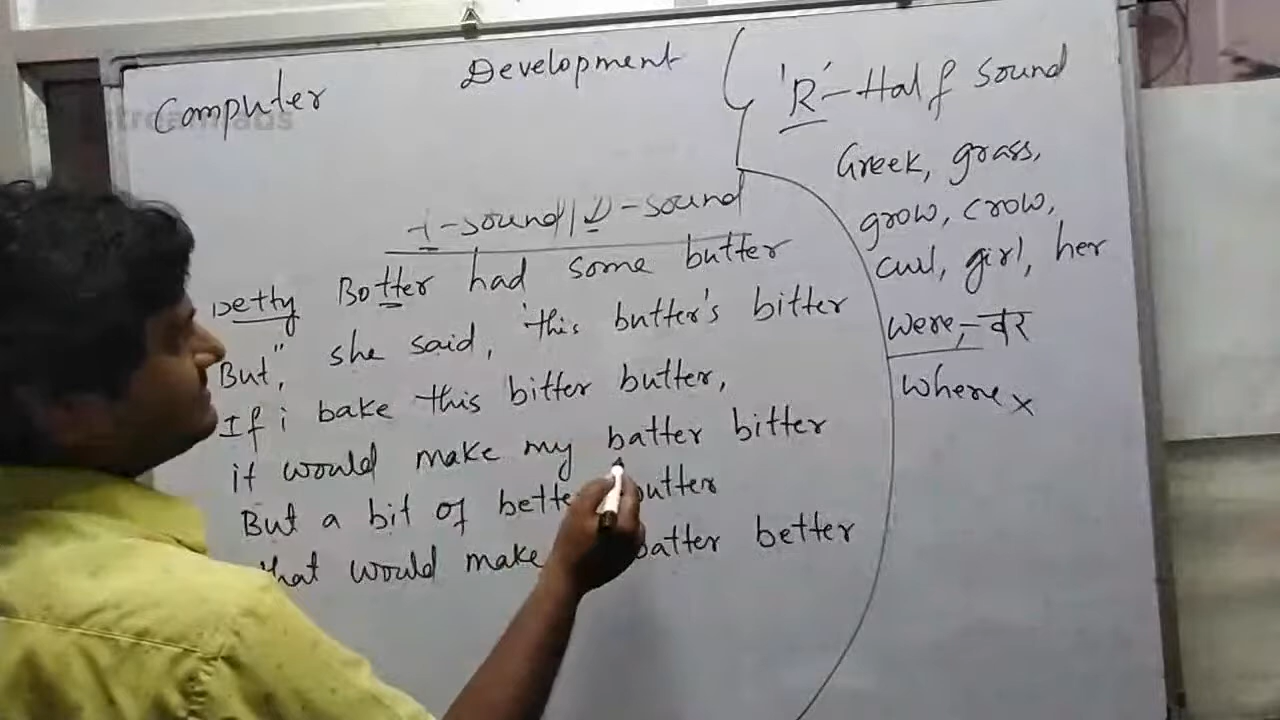 Computer
Development
t-sound/D-sound
Detty Botter had some butter
But," she said, "this butter's bitter
If i bake this bitter butter,
it would make my batter bitter
But a bit of better butter
that would make batter better
'R'-Half sound
Greek, grass,
grow, crow,
curl, girl, her
were,-वर
where x